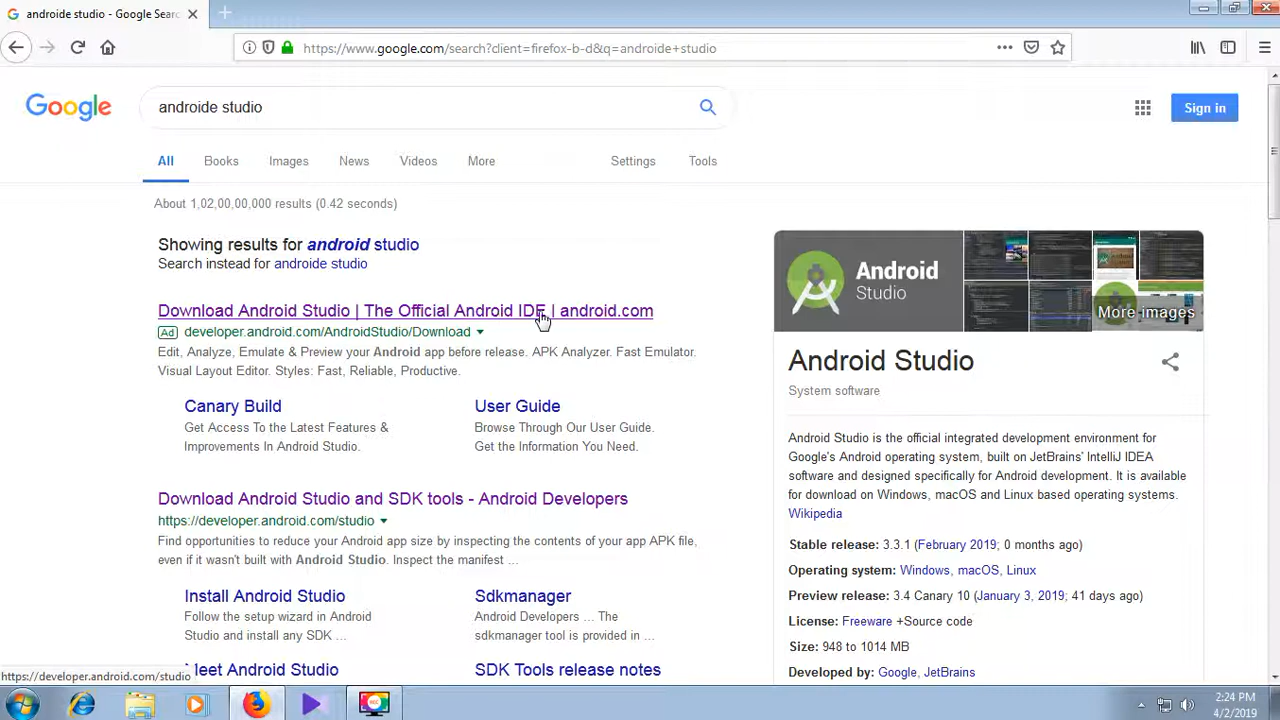 androide studio - Google Searc
https://www.google.com/search?client=firefox-b-d&q=androide+studio
Google
androide studio
Sign in
All
Books
Images
News
Videos
More
Settings
Tools
About 1,02,00,00,000 results (0.42 seconds)
Showing results for android studio
Search instead for androide studio
Download Android Studio | The Official Android IDE | android.com
Ad developer.android.com/AndroidStudio/Download
Edit, Analyze, Emulate & Preview your Android app before release. APK Analyzer. Fast Emulator.
Visual Layout Editor. Styles: Fast, Reliable, Productive.
Canary Build
Get Access To the Latest Features &
Improvements In Android Studio.
User Guide
Browse Through Our User Guide.
Get the Information You Need.
Download Android Studio and SDK tools - Android Developers
https://developer.android.com/studio
Find opportunities to reduce your Android app size by inspecting the contents of your app APK file,
even if it wasn't built with Android Studio. Inspect the manifest ...
Install Android Studio
Follow the setup wizard in Android
Studio and install any SDK ...
Sdkmanager
Android Developers ... The
sdkmanager tool is provided in ...
Meet Android Studio
SDK Tools release notes
Android
Studio
More images
Android Studio
System software
Android Studio is the official integrated development environment for
Google's Android operating system, built on JetBrains' IntelliJ IDEA
software and designed specifically for Android development. It is available
for download on Windows, macOS and Linux based operating systems.
Wikipedia
Stable release: 3.3.1 (February 2019; 0 months ago)
Operating system: Windows, macOS, Linux
Preview release: 3.4 Canary 10 (January 3, 2019; 41 days ago)
License: Freeware +Source code
Size: 948 to 1014 MB
Developed by: Google, JetBrains
https://developer.android.com/studio
REC
2:24 PM
4/2/2019